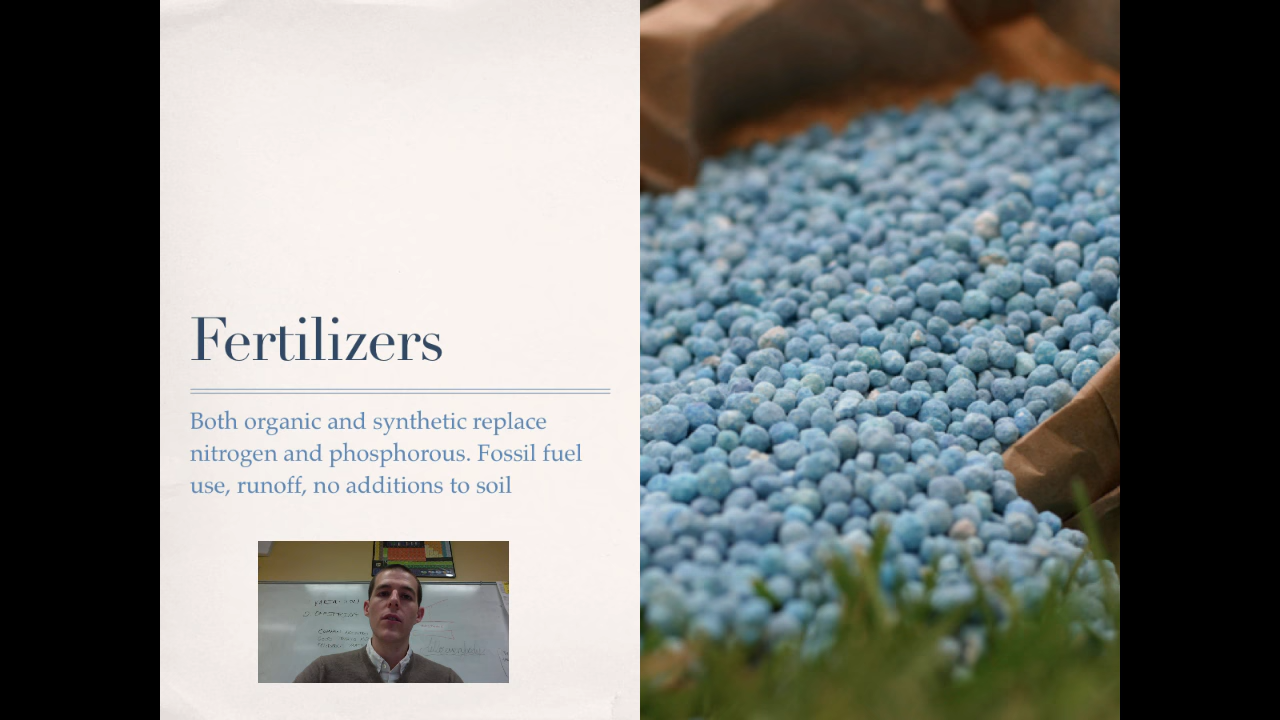 Fertilizers
Both organic and synthetic replace
nitrogen and phosphorous. Fossil fuel
use, runoff, no additions to soil